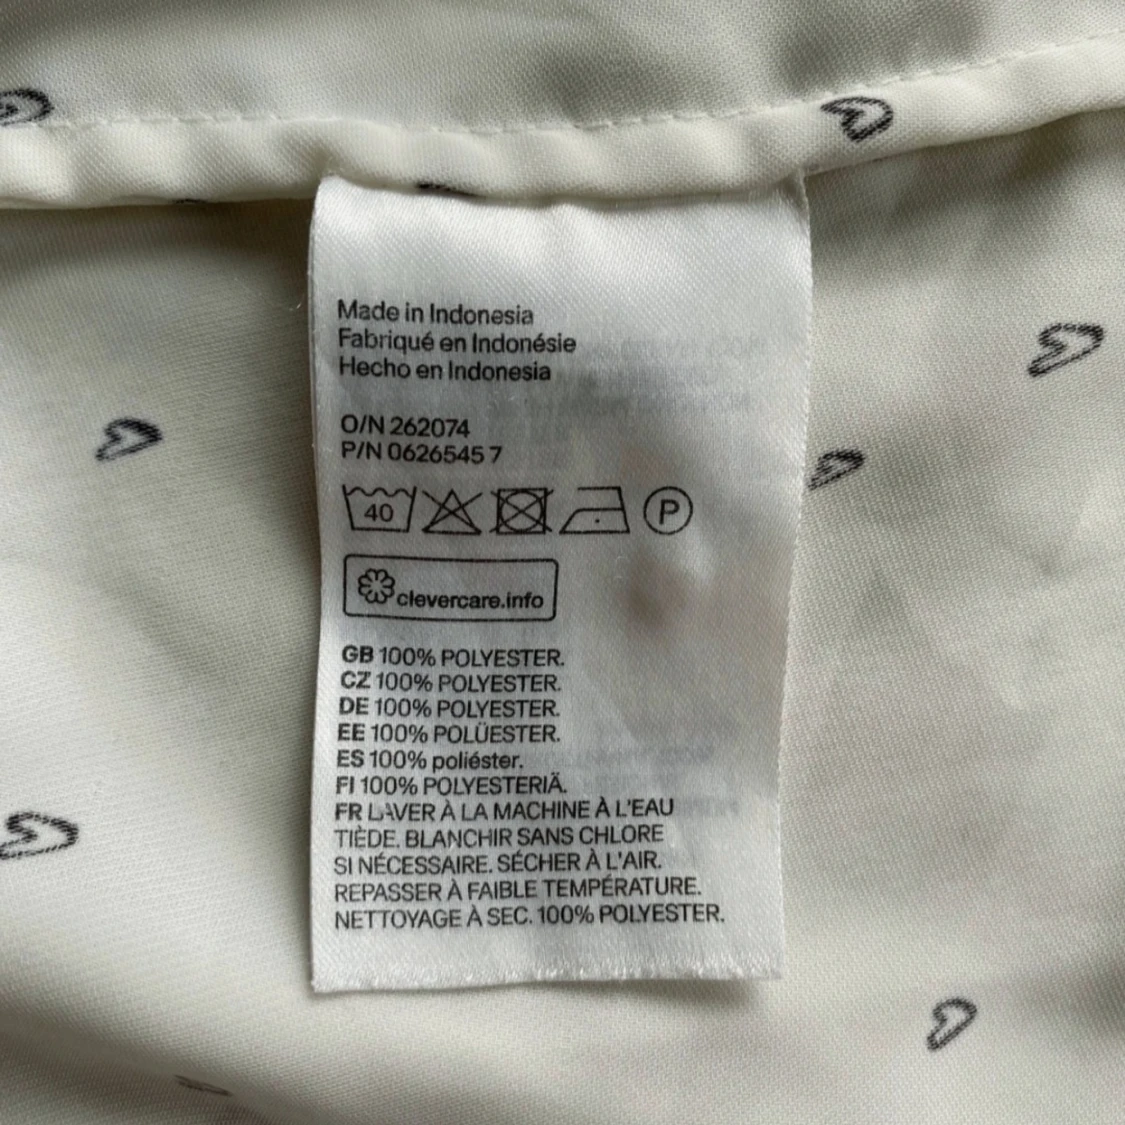 Made in Indonesia
Fabriqué en Indonésie
Hecho en Indonesia
O/N 262074
P/N 0626545 7
40 P
clevercare.info
GB 100% POLYESTER.
CZ 100% POLYESTER.
DE 100% POLYESTER.
EE 100% POLÜESTER.
ES 100% poliéster.
FI 100% POLYESTERIÄ.
FR LAVER À LA MACHINE À L'EAU
TIÈDE. BLANCHIR SANS CHLORE
SI NÉCESSAIRE. SÉCHER À L'AIR.
REPASSER À FAIBLE TEMPÉRATURE.
NETTOYAGE À SEC. 100% POLYESTER.